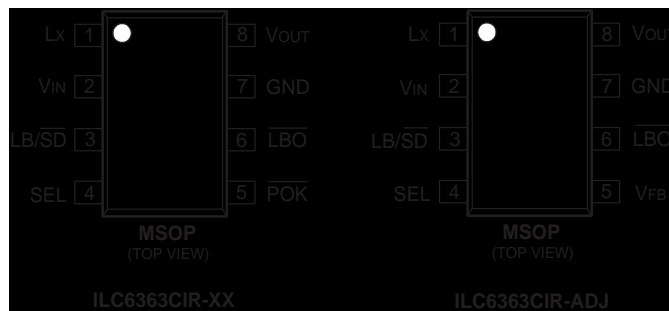 LX 1 8 VOUT LX 1 8 VOUT
VIN 2 7 GND VIN 2 7 GND
LB/SD 3 6 LBO LB/SD 3 6 LBO
SEL 4 5 POK SEL 4 5 VFB
MSOP MSOP
(TOP VIEW) (TOP VIEW)
ILC6363CIR-XX ILC6363CIR-ADJ